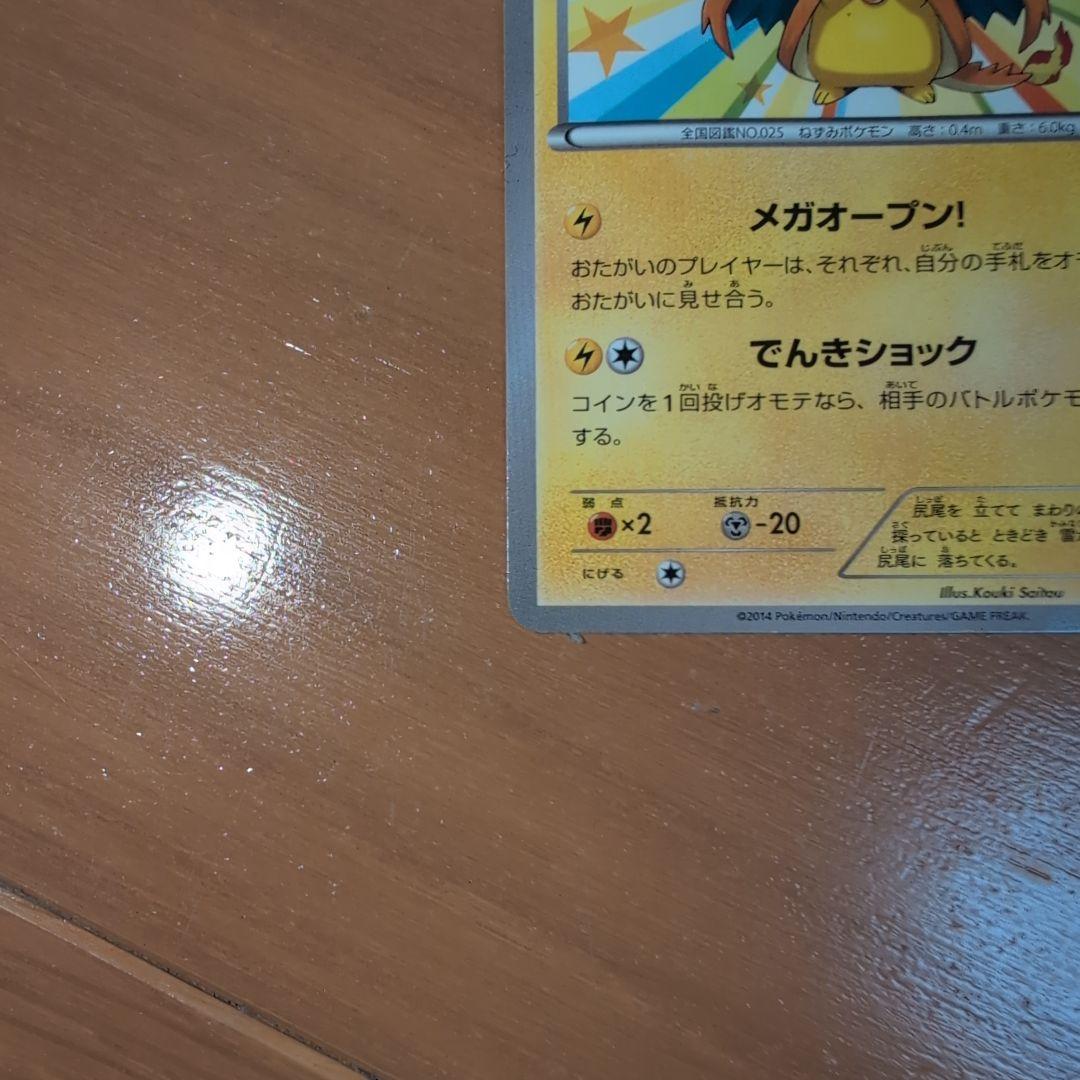 全国図鑑NO.025 ねずみポケモン 高さ:0.4m 重さ:6.0kg
メガオープン!
おたがいのプレイヤーは、それぞれ、自分の手札をオモ
おたがいに見せ合う。
でんきショック
コインを1回投げオモテなら、相手のバトルポケモ
する。
弱点 抵抗力
×2 -20
にげる
尻尾を 立てて まわりの
探っていると ときどき 雷が
尻尾に 落ちてくる。
Illus.Kouki Saitou
©2014 Pokémon/Nintendo/Creatures/GAME FREAK.